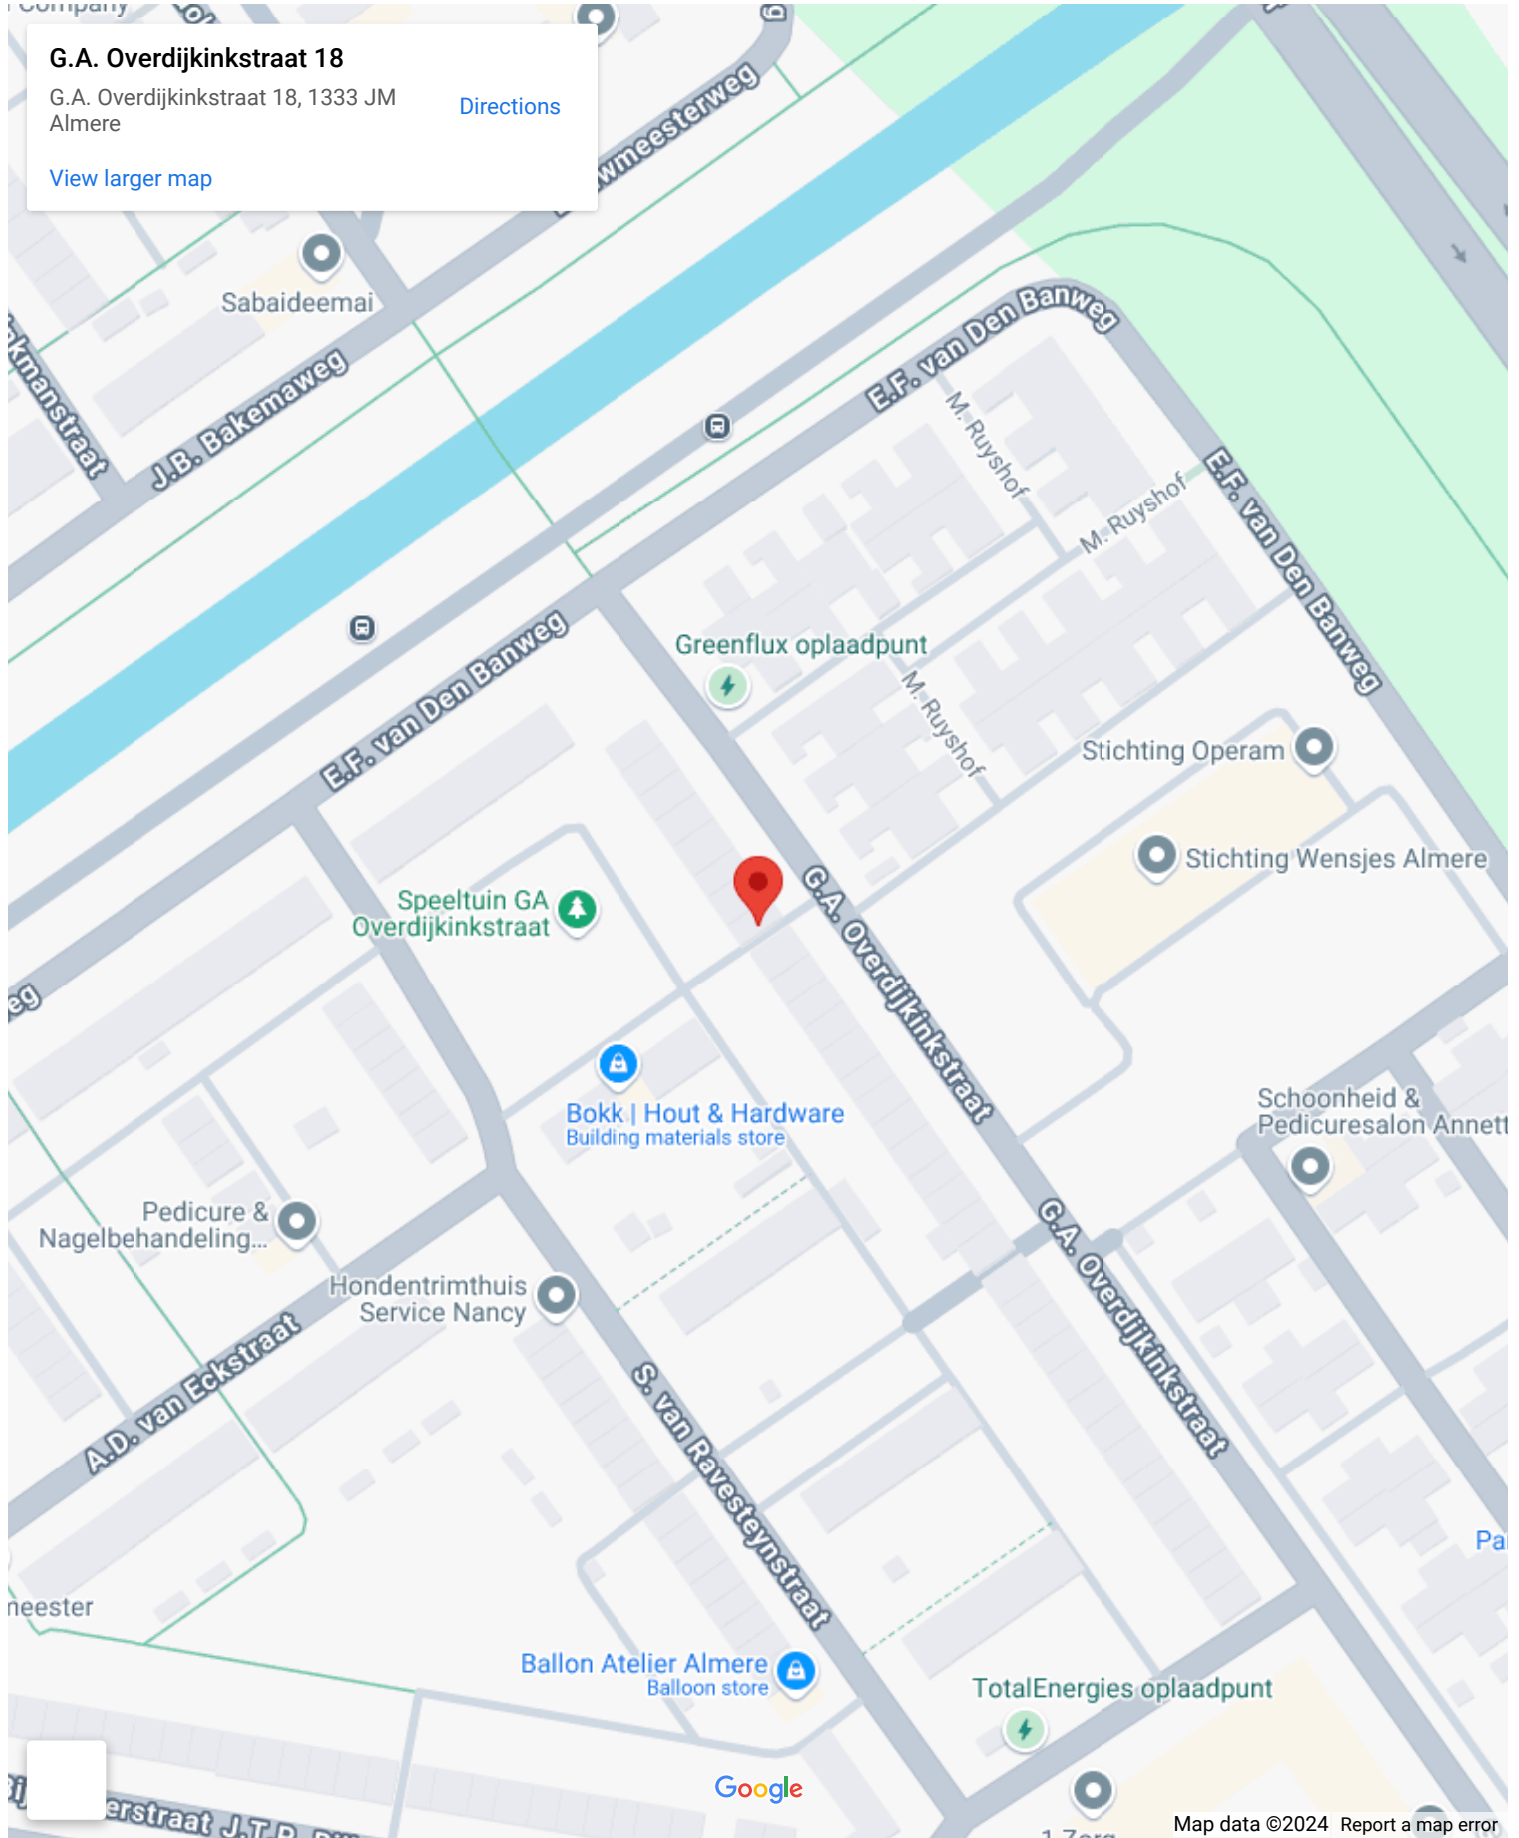 Company
G.A. Overdijkinkstraat 18
G.A. Overdijkinkstraat 18, 1333 JM
Almere
Directions
View larger map
Sabaideemai
J.B. Bakemaweg
E.F. van Den Banweg
M. Ruyshof
M. Ruyshof
E.F. van Den Banweg
Greenflux oplaadpunt
E.F. van Den Banweg
M. Ruyshof
Stichting Operam
Stichting Wensjes Almere
Speeltuin GA
Overdijkinkstraat
G.A. Overdijkinkstraat
Bokk | Hout & Hardware
Building materials store
Schoonheid &
Pedicuresalon Annett
Pedicure &
Nagelbehandeling...
Hondentrimthuis
Service Nancy
G.A. Overdijkinkstraat
A.D. van Eckstraat
S. van Ravesteynstraat
Ballon Atelier Almere
Balloon store
TotalEnergies oplaadpunt
Google
Map data ©2024
Report a map error